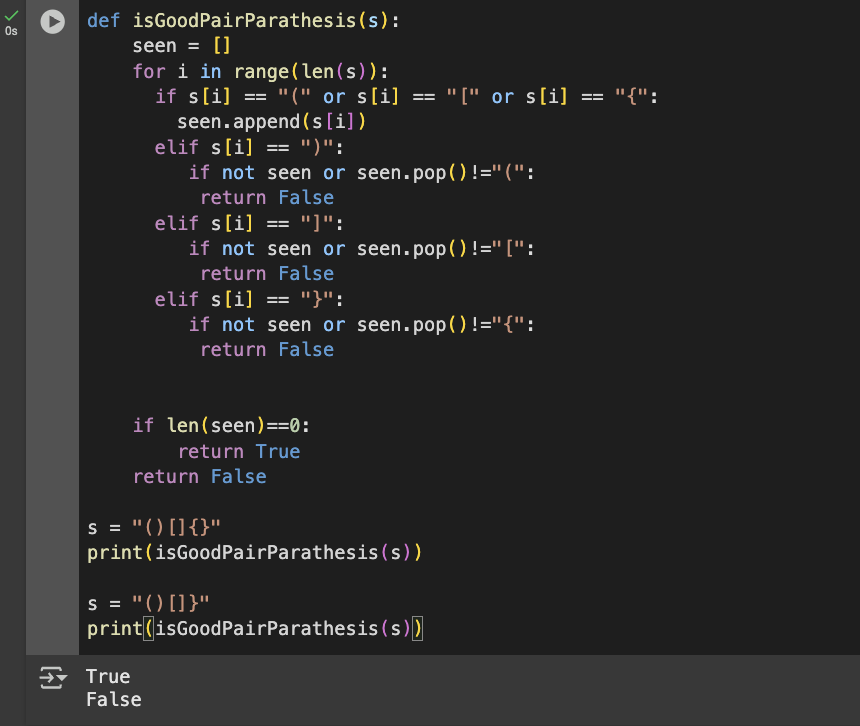 0s
def isGoodPairParathesis(s):
    seen = []
    for i in range(len(s)):
      if s[i] == "(" or s[i] == "[" or s[i] == "{":
        seen.append(s[i])
      elif s[i] == ")":
         if not seen or seen.pop()!="(":
          return False
      elif s[i] == "]":
         if not seen or seen.pop()!="[":
          return False
      elif s[i] == "}":
         if not seen or seen.pop()!="{":
          return False
    if len(seen)==0:
        return True
    return False
s = "()[]{}"
print(isGoodPairParathesis(s))
s = "()[]}"
print(isGoodPairParathesis(s))
True
False